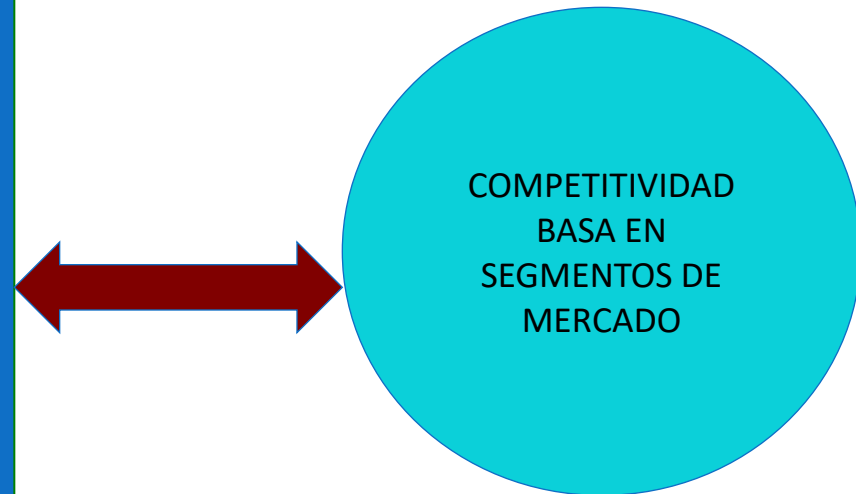 COMPETITIVIDAD
BASA EN
SEGMENTOS DE
MERCADO